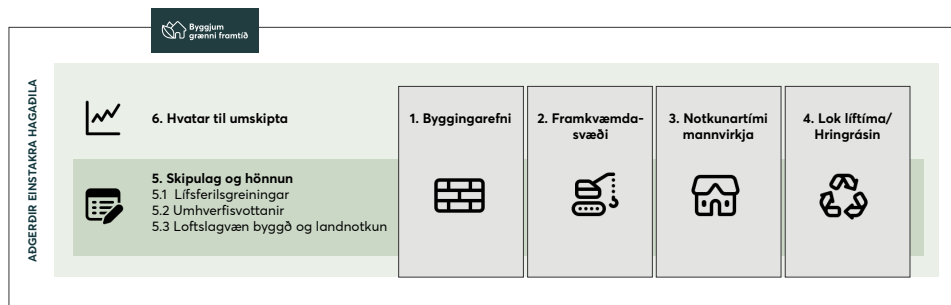 Byggjum
grænni framtíð
AÐGERÐIR EINSTAKRA HAGAÐILA
6. Hvatar til umskipta
5. Skipulag og hönnun
5.1 Lífsferilsgreiningar
5.2 Umhverfisvottanir
5.3 Loftslagvæn byggð og landnotkun
1. Byggingarefni
2. Framkvæmda-
svæði
3. Notkunartími
mannvirkja
4. Lok líftíma/
Hringrásin